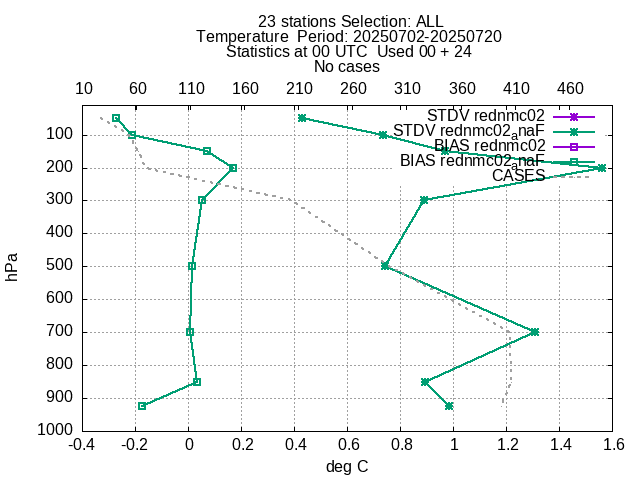 23 stations Selection: ALL
Temperature  Period: 20250702-20250720
Statistics at 00 UTC  Used 00 + 24
No cases
10 60 110 160 210 260 310 360 410 460
STDV rednmc02
STDV rednmc02_anaF
BIAS rednmc02
BIAS rednmc02_anaF
CASES
100
200
300
400
500
600
700
800
900
1000
hPa
-0.4 -0.2 0 0.2 0.4 0.6 0.8 1 1.2 1.4 1.6
deg C